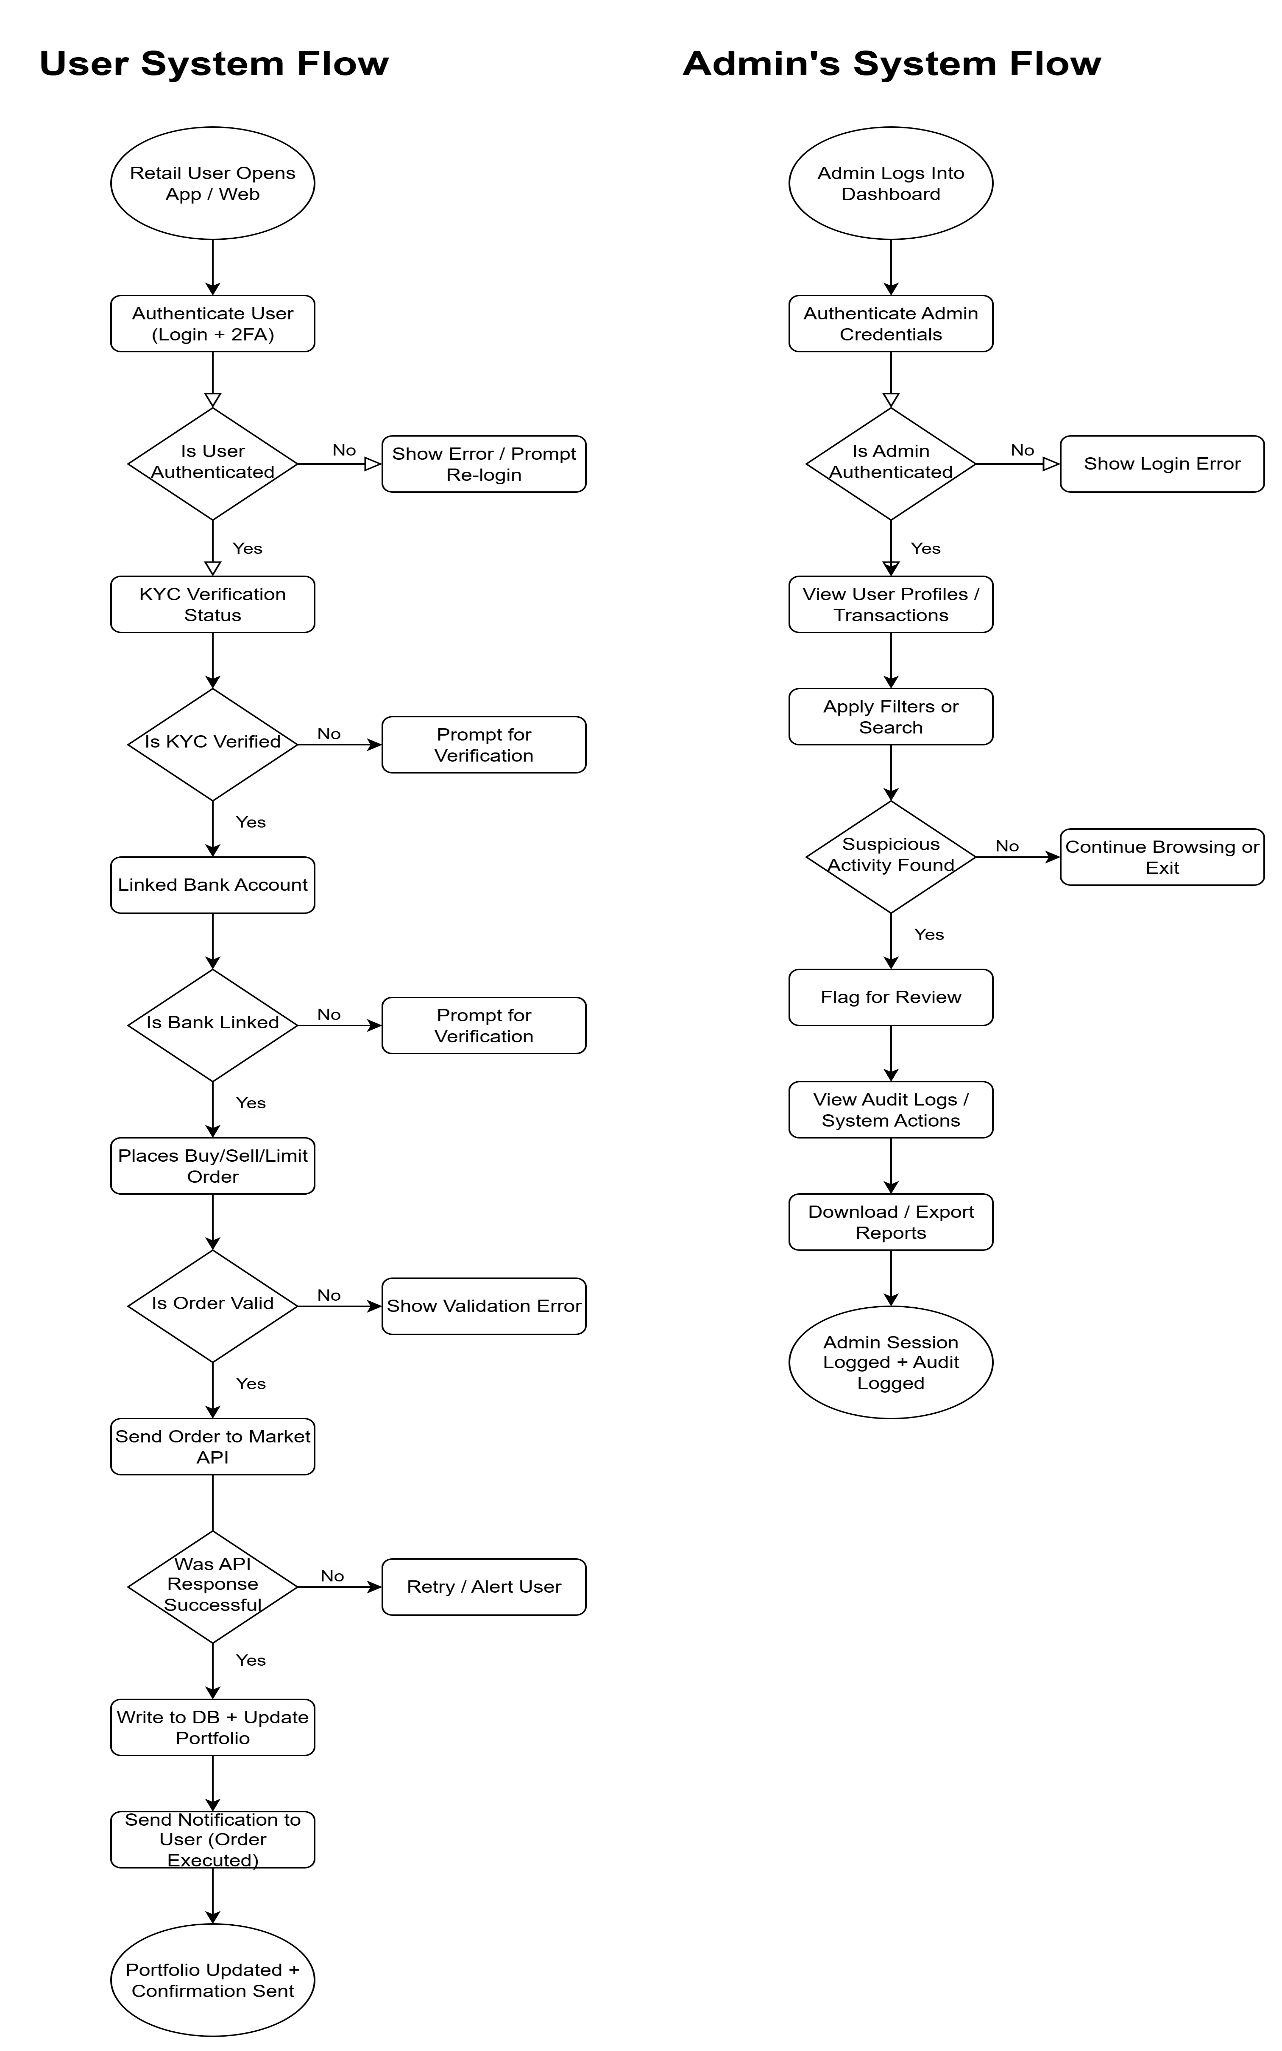 User System Flow
Retail User Opens
App / Web
Authenticate User
(Login + 2FA)
Is User
Authenticated
No
Show Error / Prompt
Re-login
Yes
KYC Verification
Status
Is KYC Verified
No
Prompt for
Verification
Yes
Linked Bank Account
Is Bank Linked
No
Prompt for
Verification
Yes
Places Buy/Sell/Limit
Order
Is Order Valid
No
Show Validation Error
Yes
Send Order to Market
API
Was API
Response
Successful
No
Retry / Alert User
Yes
Write to DB + Update
Portfolio
Send Notification to
User (Order
Executed)
Portfolio Updated +
Confirmation Sent
Admin's System Flow
Admin Logs Into
Dashboard
Authenticate Admin
Credentials
Is Admin
Authenticated
No
Show Login Error
Yes
View User Profiles /
Transactions
Apply Filters or
Search
Suspicious
Activity Found
No
Continue Browsing or
Exit
Yes
Flag for Review
View Audit Logs /
System Actions
Download / Export
Reports
Admin Session
Logged + Audit
Logged